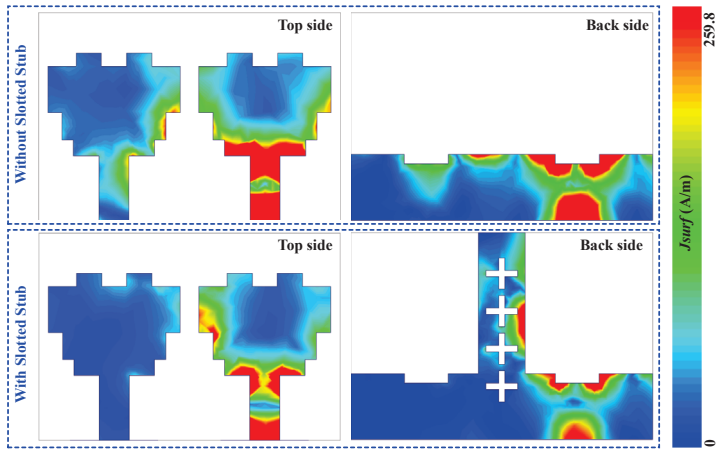 Without Slotted Stub
Top side
Back side
With Slotted Stub
Top side
Back side
259.8
Jsurf (A/m)
0